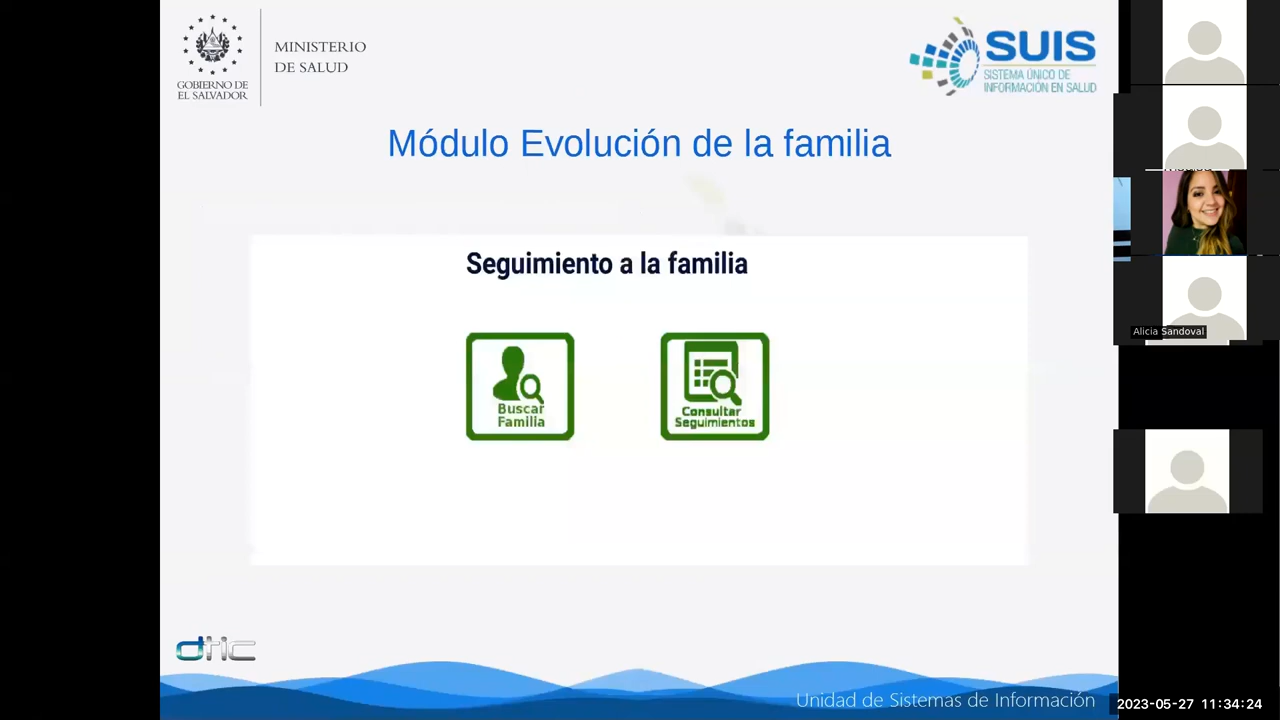 MINISTERIO
DE SALUD
GOBIERNO DE
EL SALVADOR
SUIS
SISTEMA ÚNICO DE
INFORMACIÓN EN SALUD
Módulo Evolución de la familia
Seguimiento a la familia
Buscar
Familia
Consultar
Seguimientos
Alicia Sandoval
dtic
Unidad de Sistemas de Información
2023-05-27 11:34:24